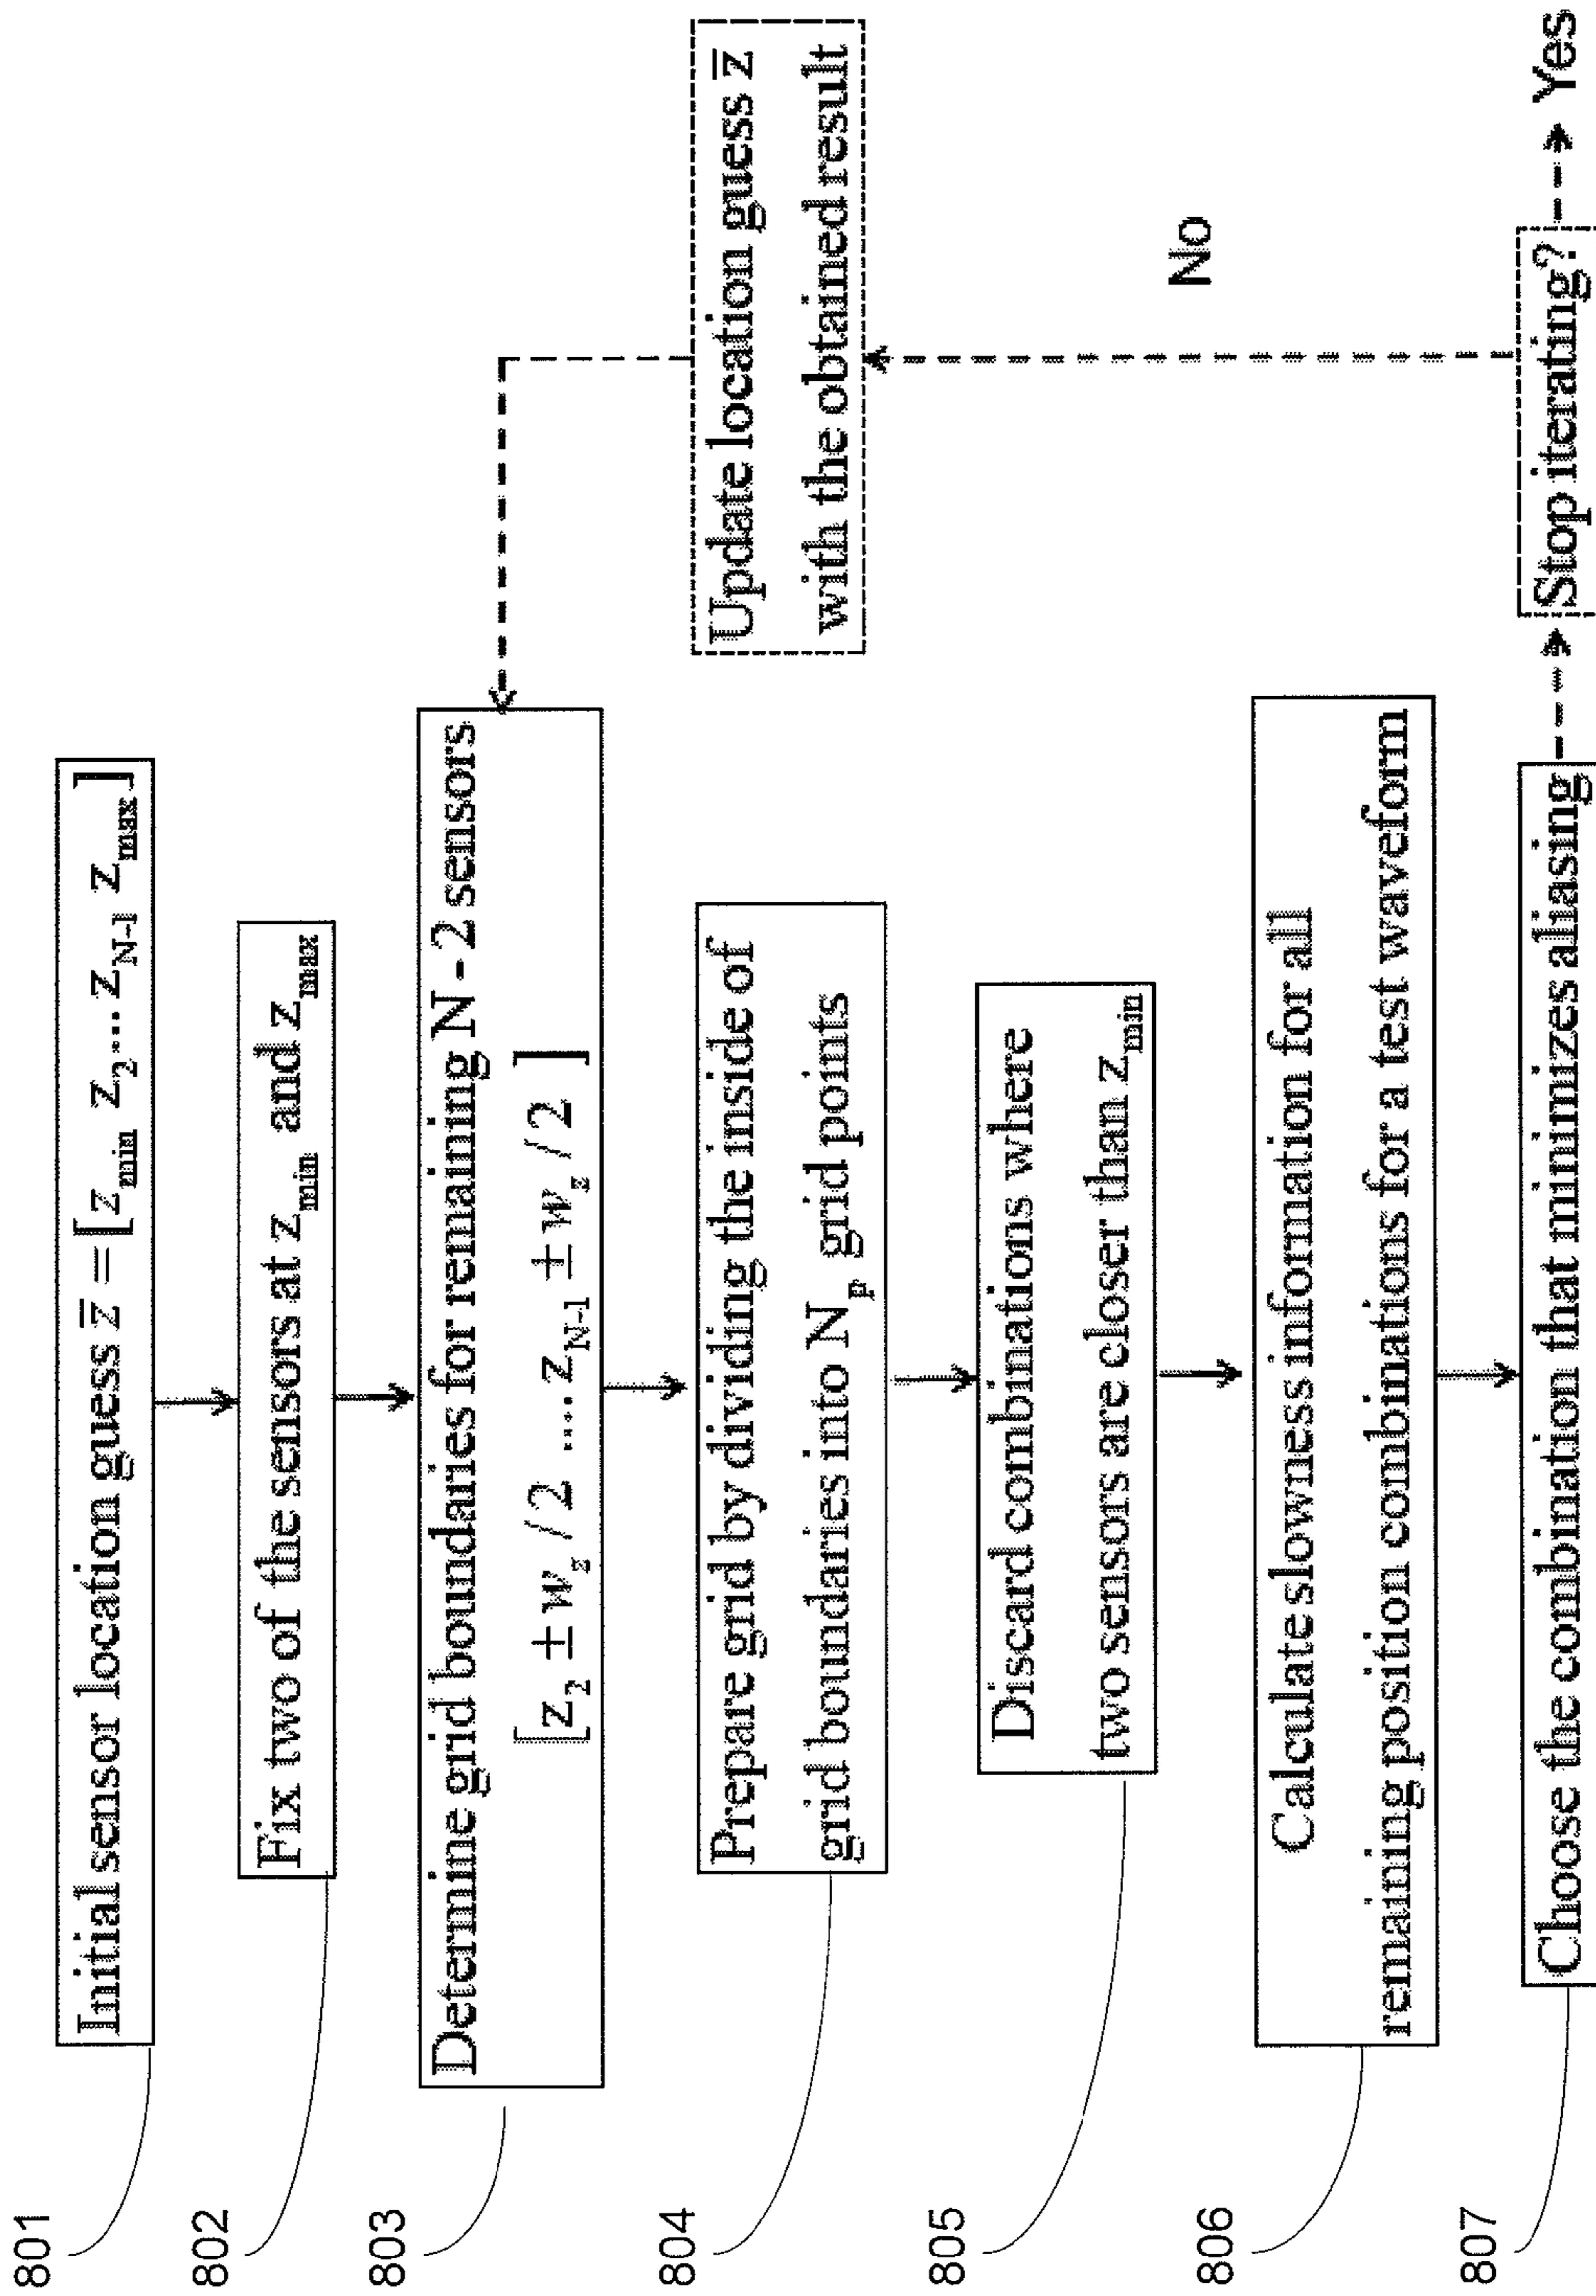 801
Initial sensor location guess z̄ = [z_min z_2...z_N-1 z_max]
802
Fix two of the sensors at z_min and z_max
803
Determine grid boundaries for remaining N - 2 sensors
[z_2 ± w_z /2 ....z_N-1 ± w_z /2 ]
804
Prepare grid by dividing the inside of
grid boundaries into N_p grid points
805
Discard combinations where
two sensors are closer than z_min
806
Calculate slowness information for all
remaining position combinations for a test waveform
807
Choose the combination that minimizes aliasing
Stop iterating?
Yes
No
Update location guess z̄
with the obtained result